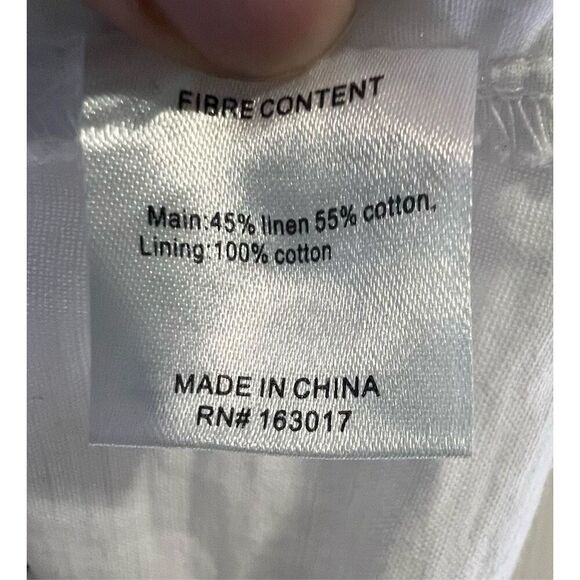 FIBRE CONTENT
Main:45% linen 55% cotton,
Lining:100% cotton
MADE IN CHINA
RN# 163017